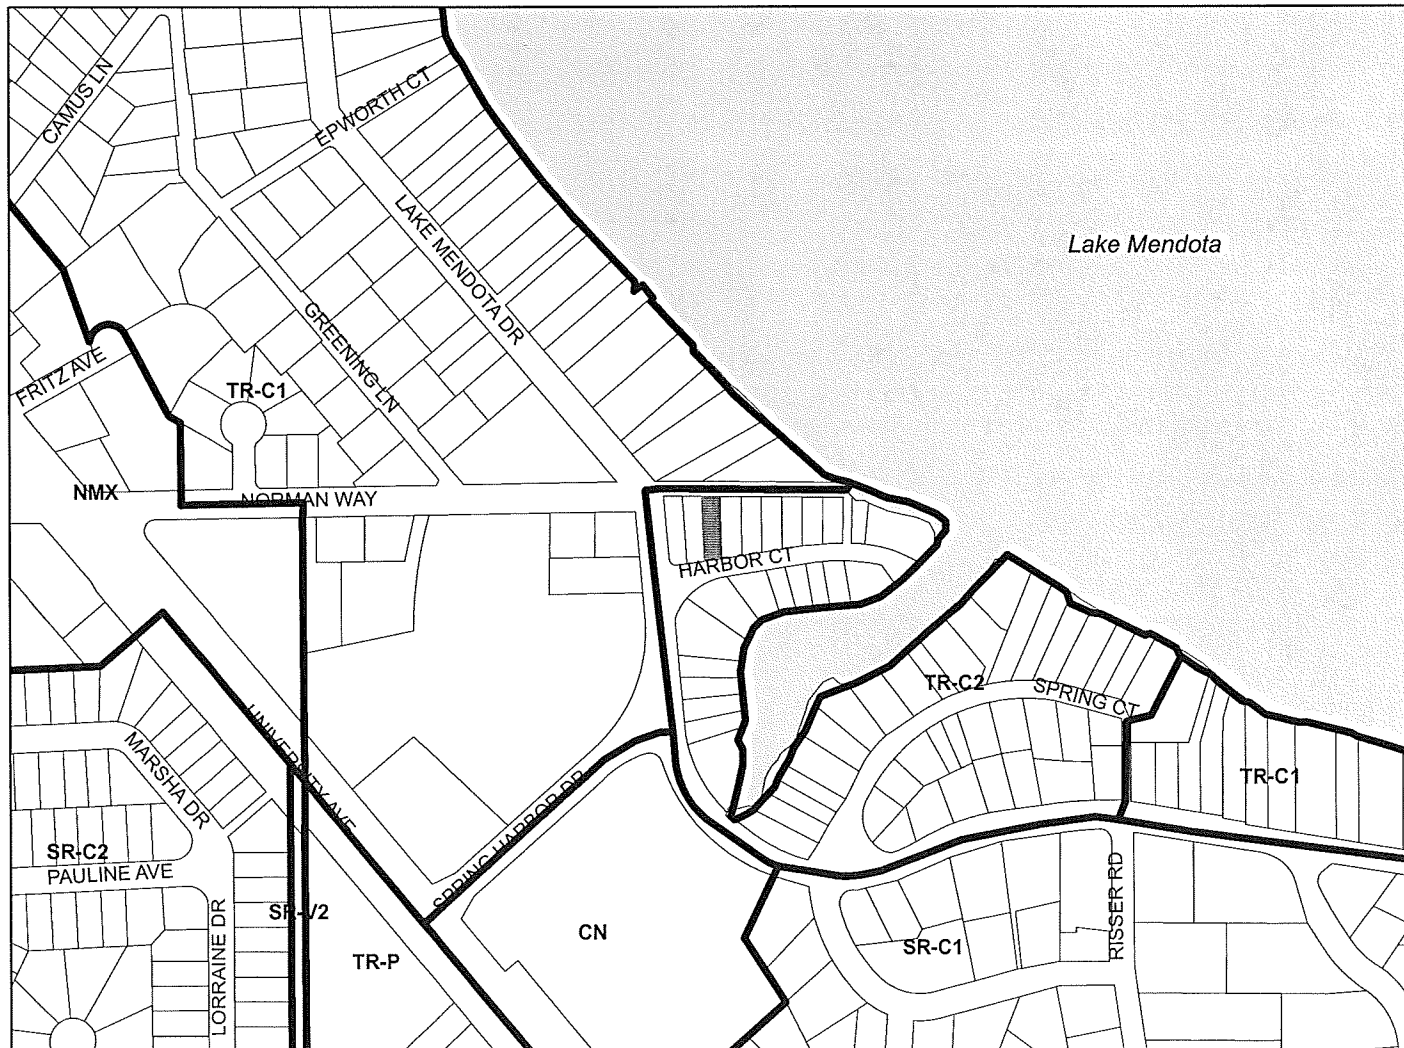 CAMUS LN
EPWORTH CT
LAKE MENDOTA DR
Lake Mendota
GREENING LN
FRITZ AVE
TR-C1
NMX
NORMAN WAY
HARBOR CT
TR-C2
SPRING CT
TR-C1
UNIVERSITY AVE
MARSHA DR
SPRING HARBOR DR
SR-C2
PAULINE AVE
LORRAINE DR
SR-V2
TR-P
CN
SR-C1
RISSER RD